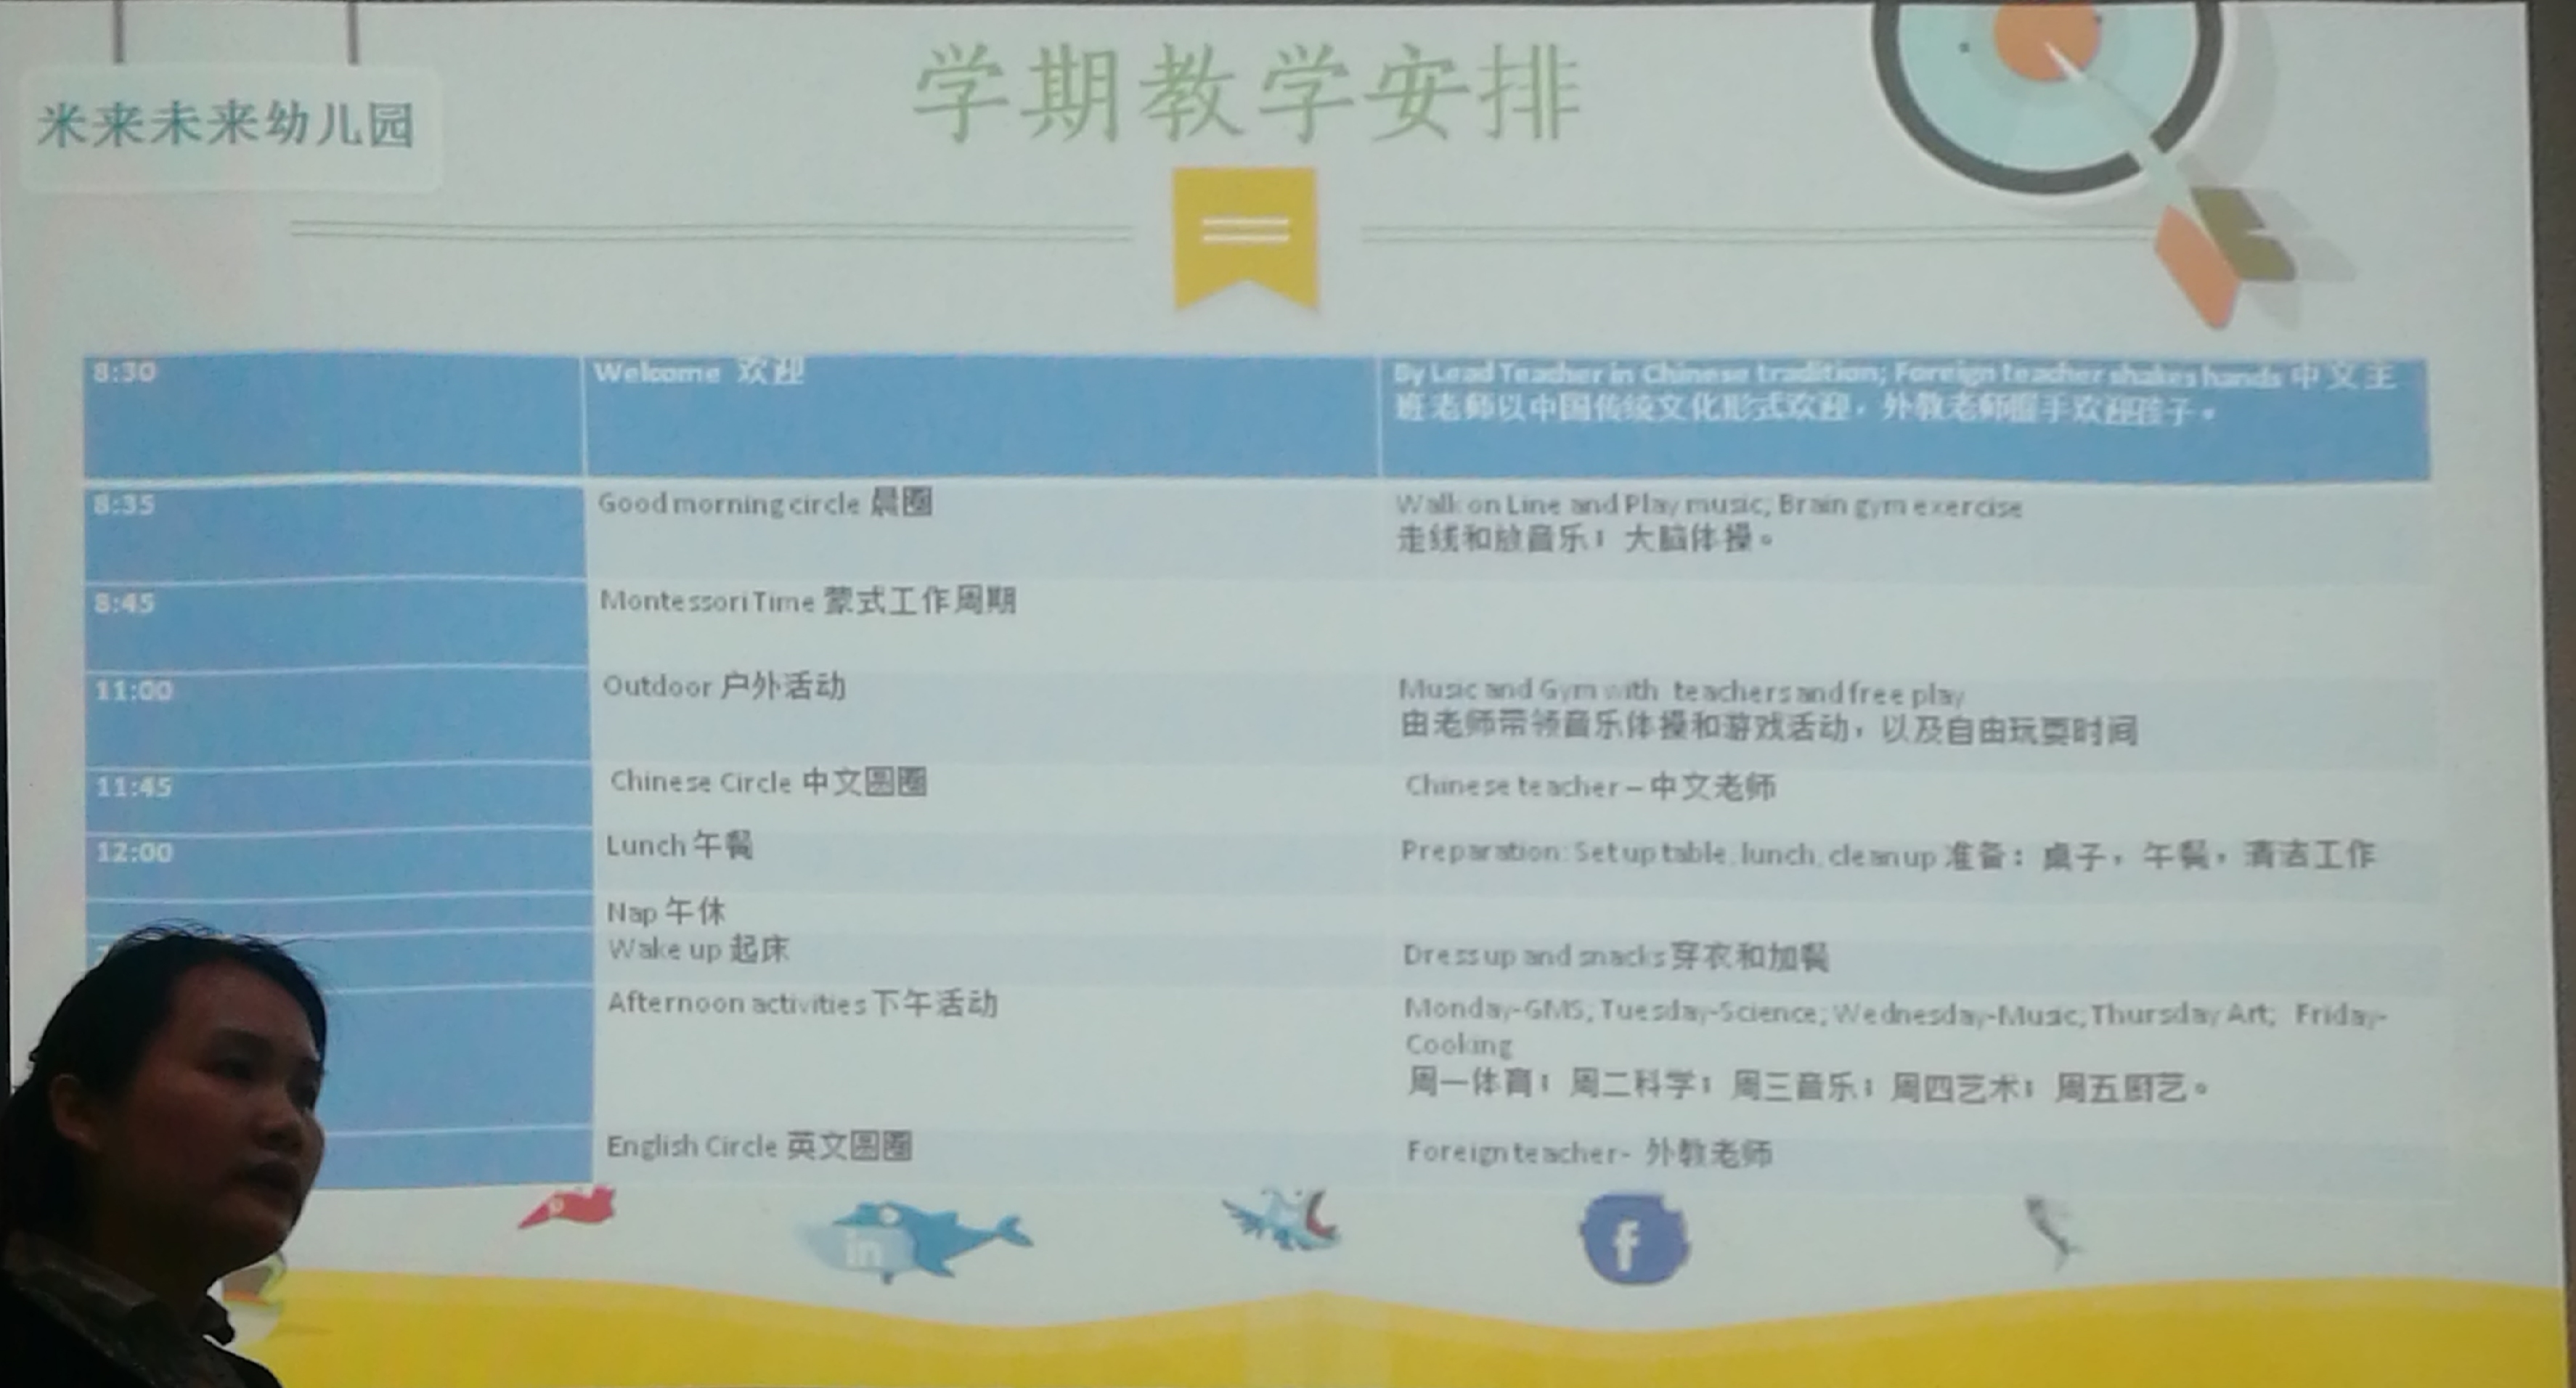 米来未来幼儿园
学期教学安排
8:30
Welcome 欢迎
By Lead Teacher in Chinese tradition; Foreign teacher shakes hands 中文主
班老师以中国传统文化形式欢迎，外教老师握手欢迎孩子。
8:35
Good morning circle 晨圈
Walk on Line and Play music; Brain gym exercise
走线和放音乐；大脑体操。
8:45
Montessori Time 蒙式工作周期
11:00
Outdoor 户外活动
Music and Gym with teachers and free play
由老师带领音乐体操和游戏活动，以及自由玩耍时间
11:45
Chinese Circle 中文圆圈
Chinese teacher – 中文老师
12:00
Lunch 午餐
Preparation: Set up table, lunch, clean up 准备：桌子，午餐，清洁工作
Nap 午休
Wake up 起床
Dress up and snacks 穿衣和加餐
Afternoon activities 下午活动
Monday-GMS; Tuesday-Science; Wednesday-Music; Thursday Art; Friday-
Cooking
周一体育；周二科学；周三音乐；周四艺术；周五厨艺。
English Circle 英文圆圈
Foreign teacher- 外教老师
in
f